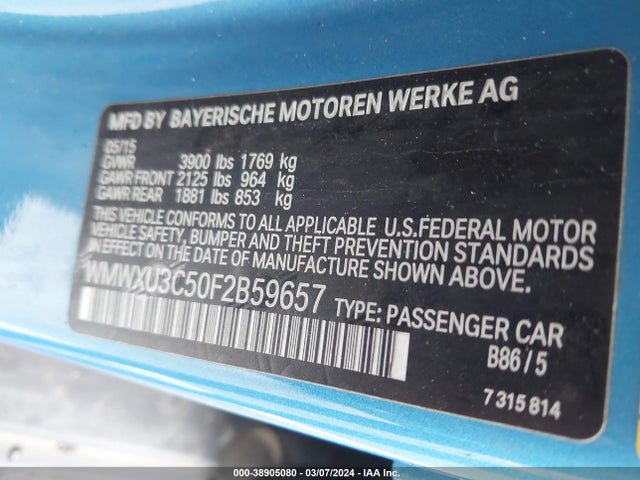 MFD BY BAYERISCHE MOTOREN WERKE AG
05/15
GVWR 3900 lbs 1769 kg
GAWR FRONT 2125 lbs 964 kg
GAWR REAR 1881 lbs 853 kg
THIS VEHICLE CONFORMS TO ALL APPLICABLE U.S.FEDERAL MOTOR
VEHICLE SAFETY, BUMPER AND THEFT PREVENTION STANDARDS
IN EFFECT ON THE DATE OF MANUFACTURE SHOWN ABOVE.
WMWXU3C50F2B59657 TYPE: PASSENGER CAR
B86/5
7 315 814
000-38905080 - 03/07/2024 - IAA Inc.